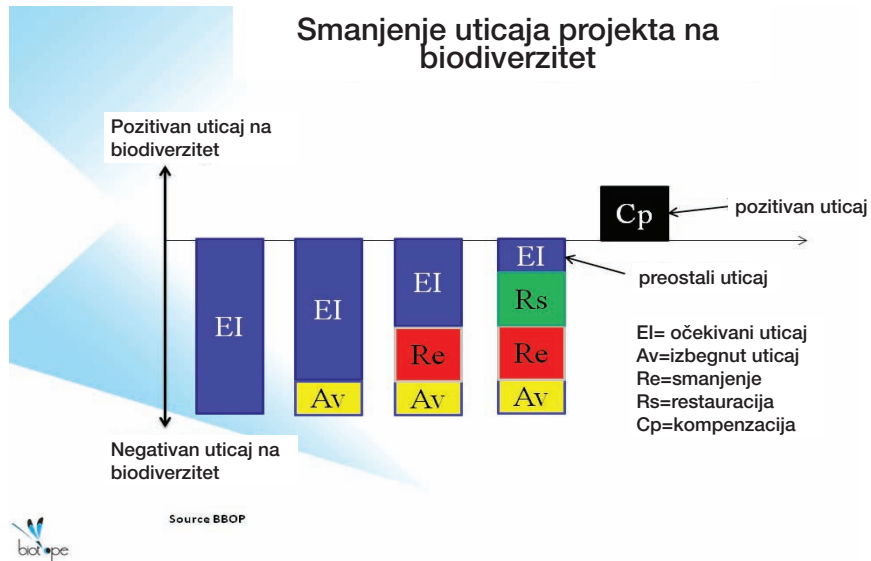 Smanjenje uticaja projekta na
biodiverzitet
Pozitivan uticaj na
biodiverzitet
Cp
pozitivan uticaj
EI
EI
EI
EI
preostali uticaj
Rs
Re
Re
Av
Av
Av
EI= očekivani uticaj
Av=izbegnut uticaj
Re=smanjenje
Rs=restauracija
Cp=kompenzacija
Negativan uticaj na
biodiverzitet
Source BBOP
biotope